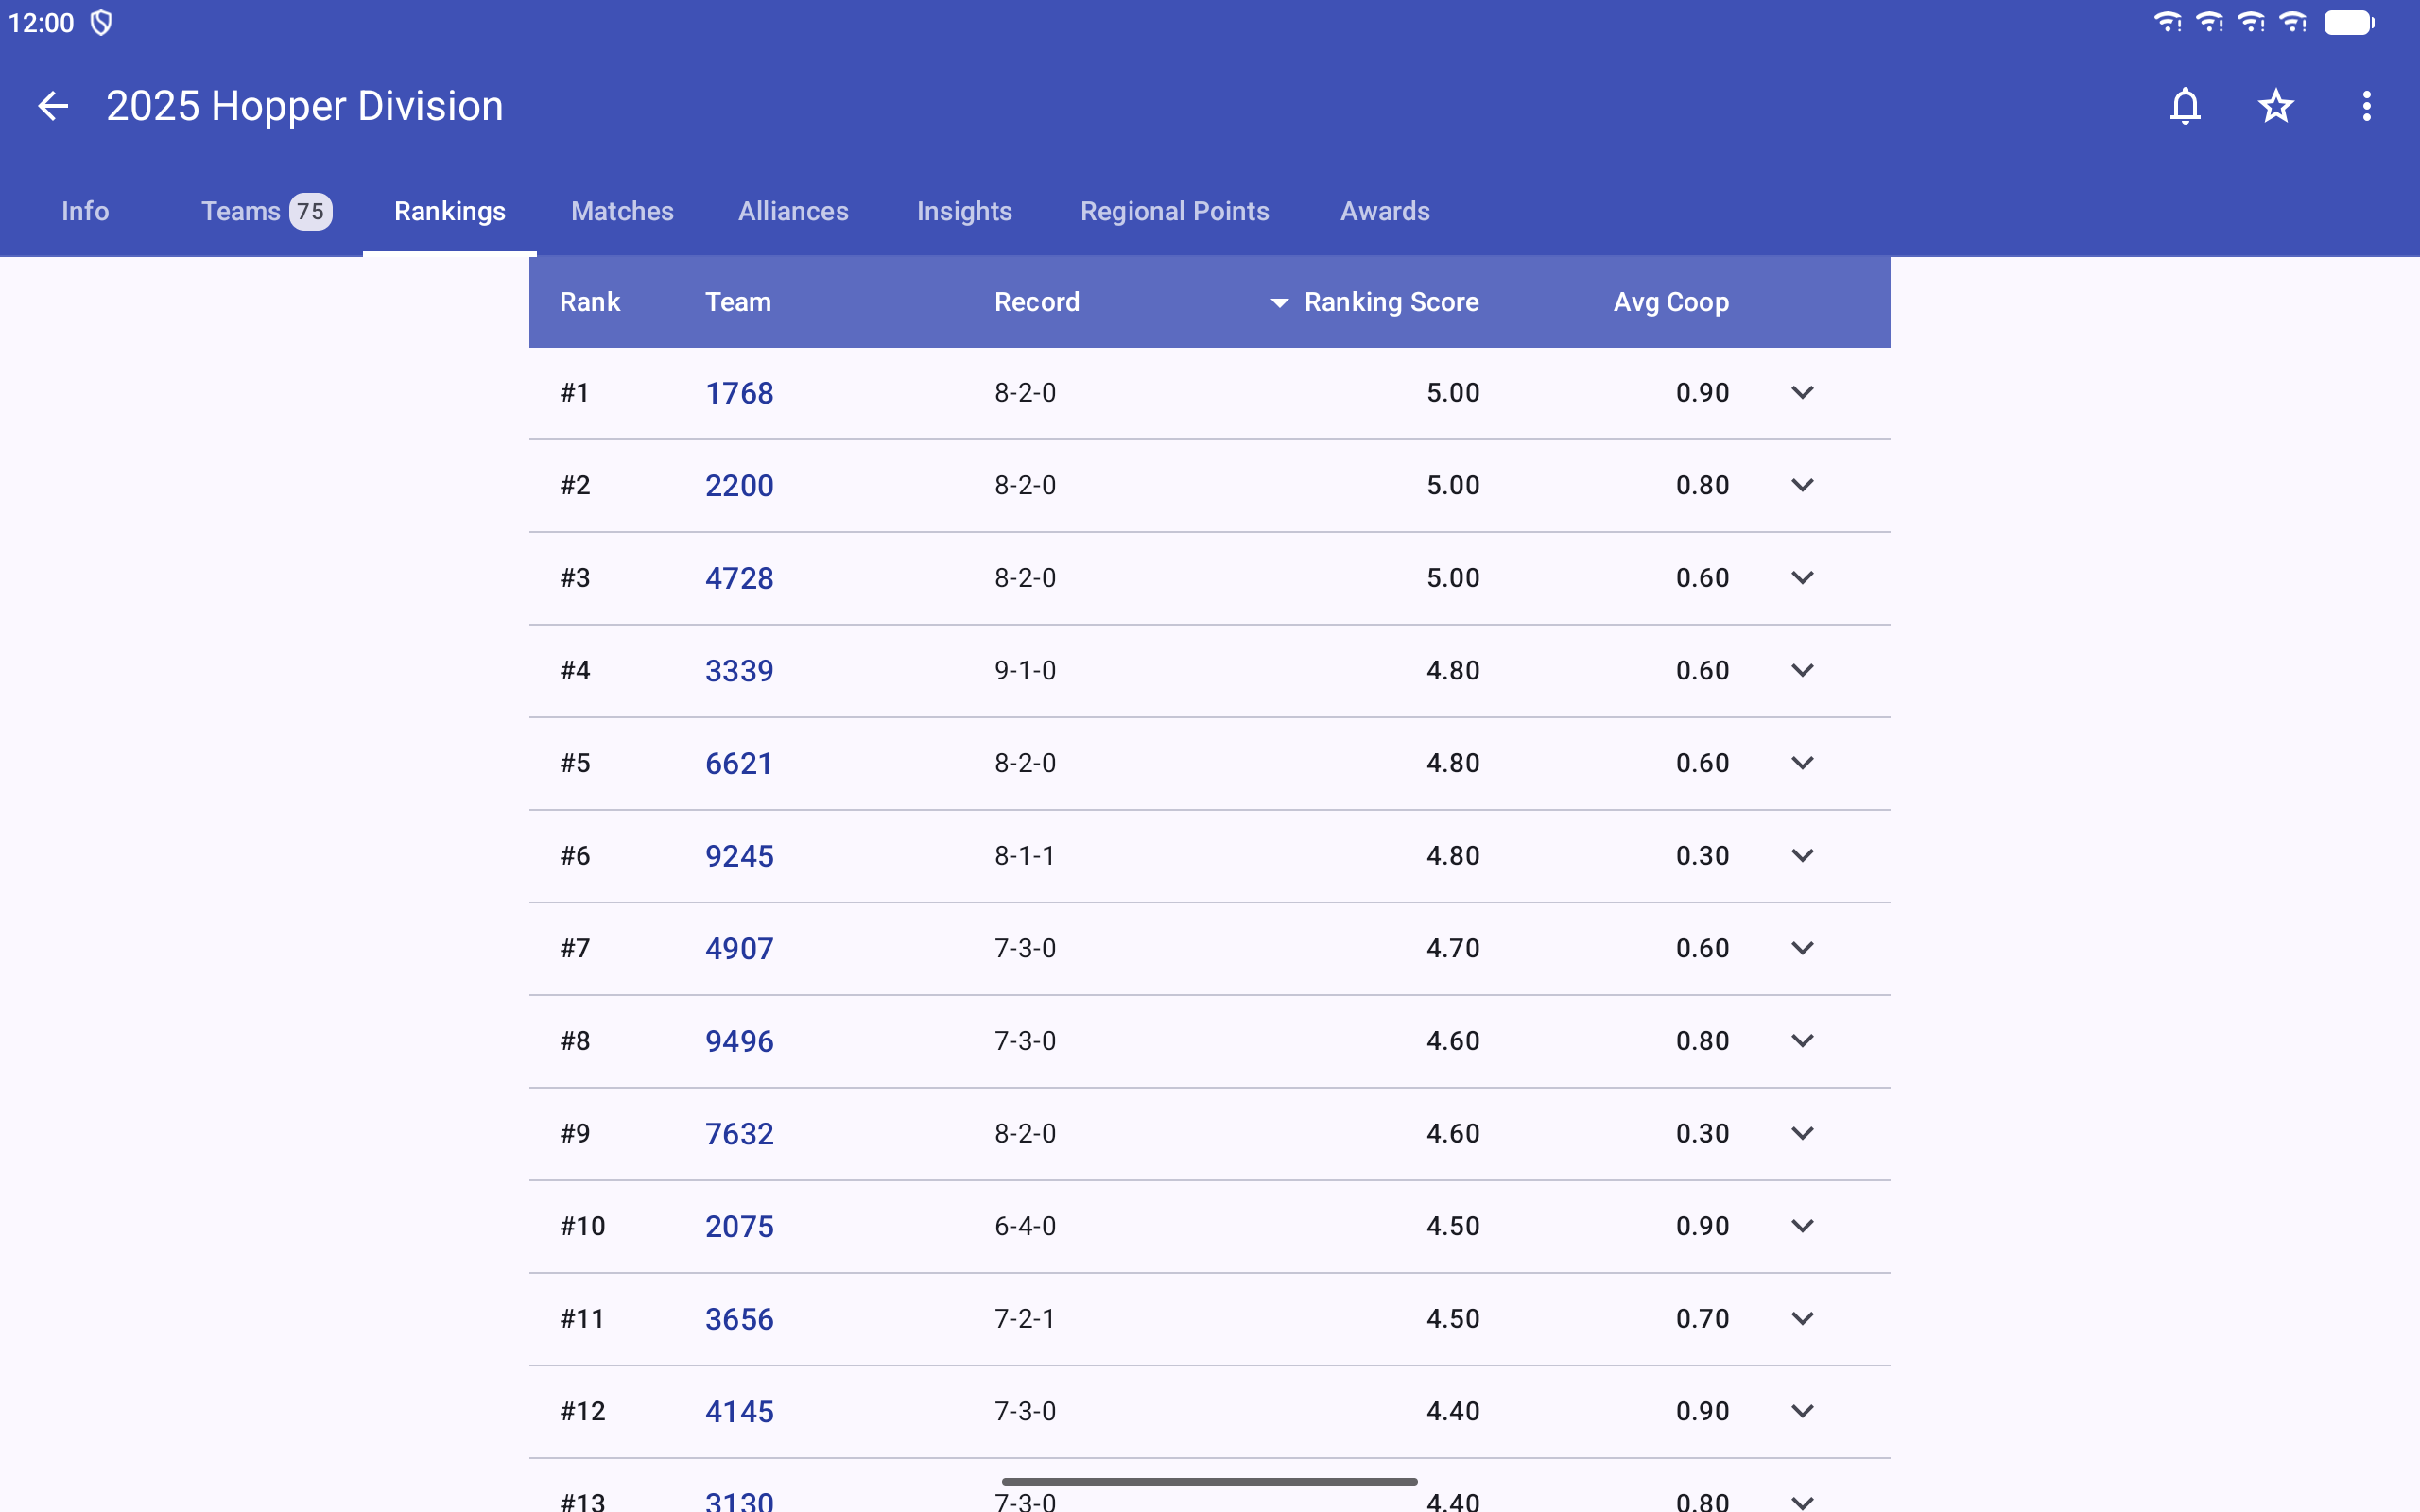 12:00
2025 Hopper Division
Info Teams 75 Rankings Matches Alliances Insights Regional Points Awards
Rank Team Record Ranking Score Avg Coop
#1 1768 8-2-0 5.00 0.90
#2 2200 8-2-0 5.00 0.80
#3 4728 8-2-0 5.00 0.60
#4 3339 9-1-0 4.80 0.60
#5 6621 8-2-0 4.80 0.60
#6 9245 8-1-1 4.80 0.30
#7 4907 7-3-0 4.70 0.60
#8 9496 7-3-0 4.60 0.80
#9 7632 8-2-0 4.60 0.30
#10 2075 6-4-0 4.50 0.90
#11 3656 7-2-1 4.50 0.70
#12 4145 7-3-0 4.40 0.90
#13 3130 7-3-0 4.40 0.80